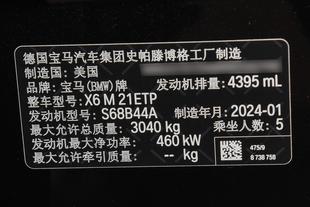 德国宝马汽车集团史帕滕博格工厂制造
制造国：美国
品牌：宝马(BMW)牌 发动机排量：4395 mL
整车型号：X6 M 21ETP
发动机型号：S68B44A 制造年月：2024-01
最大允许总质量：3040 kg 乘坐人数：5
发动机最大净功率：460 kW
最大允许牵引质量：-- kg
475/9
8 738 758